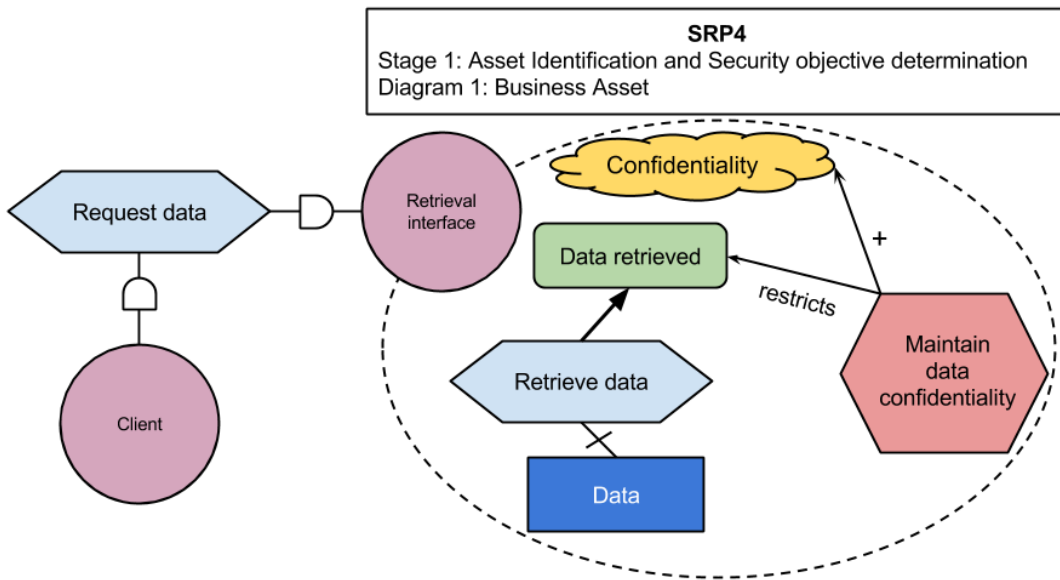 SRP4
Stage 1: Asset Identification and Security objective determination
Diagram 1: Business Asset
Confidentiality
Request data
Retrieval
interface
Data retrieved
+
restricts
Maintain
data
confidentiality
Retrieve data
Client
Data